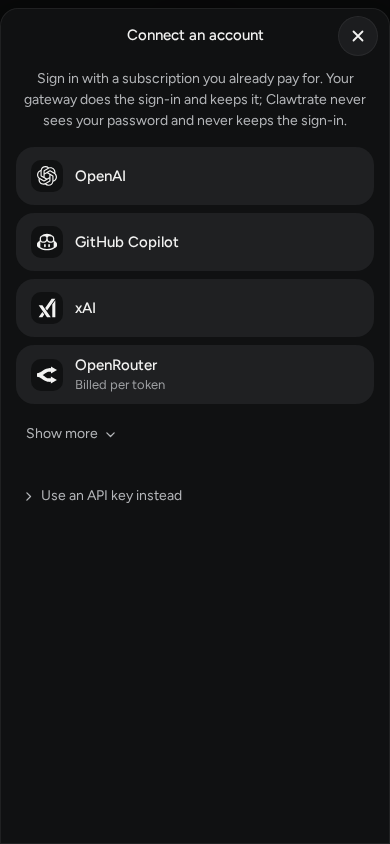 Connect an account
Sign in with a subscription you already pay for. Your
gateway does the sign-in and keeps it; Clawtrate never
sees your password and never keeps the sign-in.
OpenAI
GitHub Copilot
xAI
OpenRouter
Billed per token
Show more
Use an API key instead